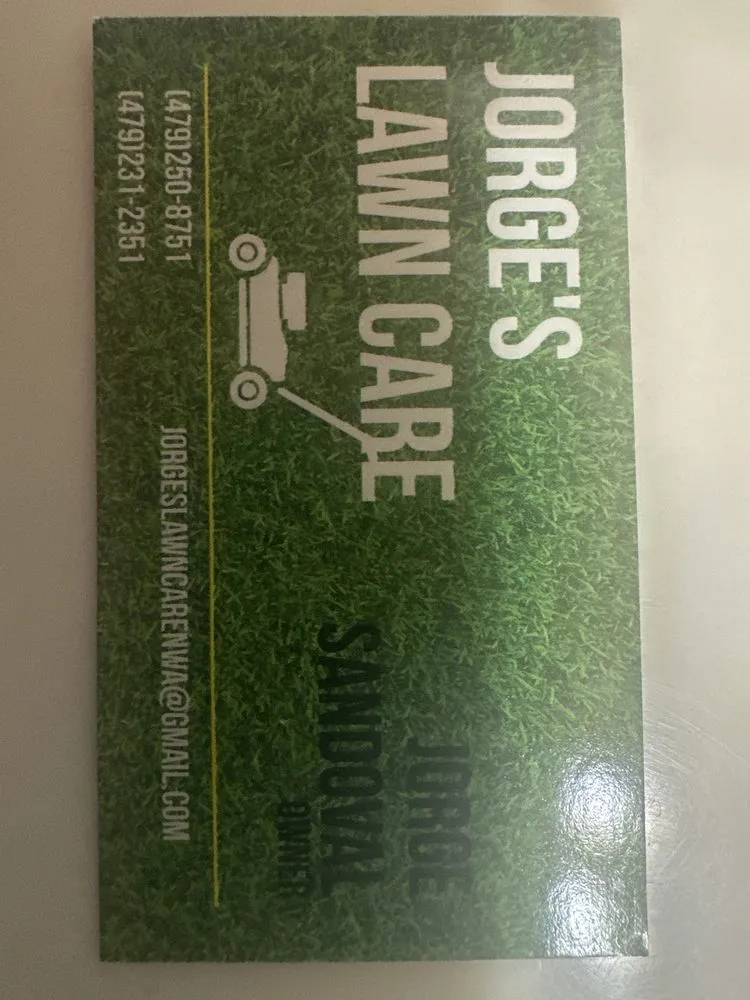 JORGE'S
LAWN CARE
JORGE
SANDOVAL
OWNER
(479)250-8751
(479)231-2351
JORGESLAWNCARENWA@GMAIL.COM